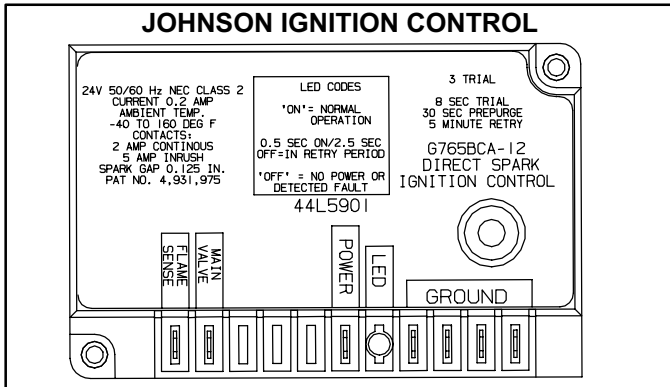 JOHNSON IGNITION CONTROL
24V 50/60 Hz NEC CLASS 2
CURRENT 0.2 AMP
AMBIENT TEMP.
-40 TO 160 DEG F
CONTACTS:
2 AMP CONTINOUS
5 AMP INRUSH
SPARK GAP 0.125 IN.
PAT NO. 4,931,975
LED CODES
'ON'= NORMAL
OPERATION
0.5 SEC ON/2.5 SEC
OFF=IN RETRY PERIOD
'OFF' = NO POWER OR
DETECTED FAULT
44L5901
3 TRIAL
8 SEC TRIAL
30 SEC PREPURGE
5 MINUTE RETRY
G765BCA-12
DIRECT SPARK
IGNITION CONTROL
FLAME
SENSE
MAIN
VALVE
POWER
LED
GROUND